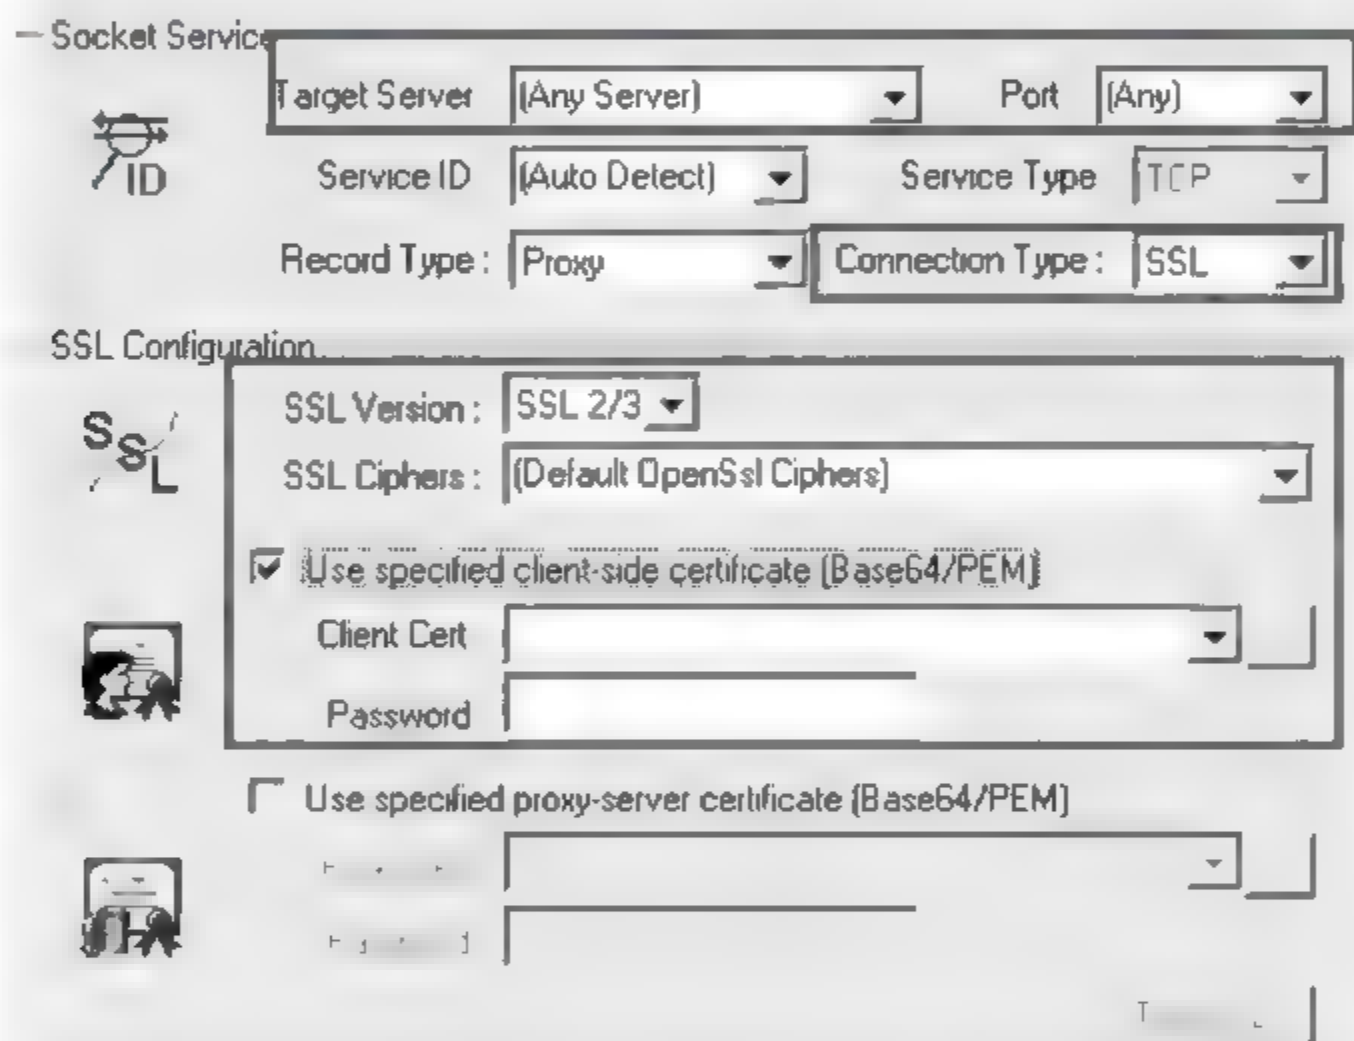 Socket Service
Target Server (Any Server) Port (Any)
ID
Service ID (Auto Detect) Service Type TCP
Record Type : Proxy Connection Type : SSL
SSL Configuration
SSL Version : SSL 2/3
SSL
SSL Ciphers : (Default OpenSsl Ciphers)
Use specified client-side certificate (Base64/PEM)
Client Cert
Password
Use specified proxy-server certificate (Base64/PEM)